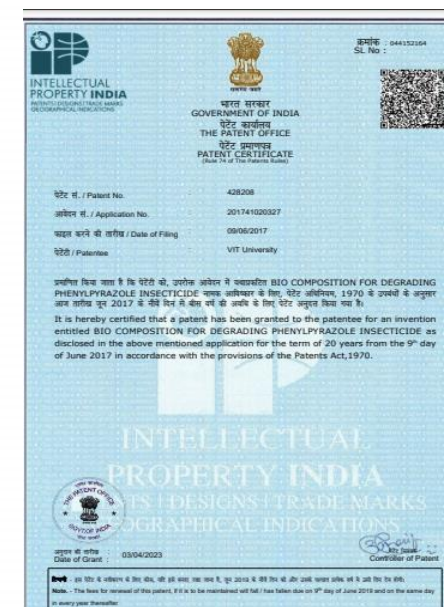 INTELLECTUAL
PROPERTY INDIA
PATENTS | DESIGNS | TRADE MARKS
GEOGRAPHICAL INDICATIONS
क्रमांक : 044152164
SL No :
सत्यमेव जयते
भारत सरकार
GOVERNMENT OF INDIA
पेटेंट कार्यालय
THE PATENT OFFICE
पेटेंट प्रमाणपत्र
PATENT CERTIFICATE
(Rule 74 of The Patents Rules)
पेटेंट सं. / Patent No. : 428208
आवेदन सं. / Application No. : 201741020327
फाइल करने की तारीख / Date of Filing : 09/06/2017
पेटेंटी / Patentee : VIT University
प्रमाणित किया जाता है कि पेटेंटी को, उपरोक्त आवेदन में यथाप्रकटित BIO COMPOSITION FOR DEGRADING
PHENYLPYRAZOLE INSECTICIDE नामक आविष्कार के लिए, पेटेंट अधिनियम, 1970 के उपबंधों के अनुसार
आज तारीख जून 2017 के नौवें दिन से बीस वर्ष की अवधि के लिए पेटेंट अनुदत्त किया गया है।
It is hereby certified that a patent has been granted to the patentee for an invention
entitled BIO COMPOSITION FOR DEGRADING PHENYLPYRAZOLE INSECTICIDE as
disclosed in the above mentioned application for the term of 20 years from the 9th day
of June 2017 in accordance with the provisions of the Patents Act,1970.
INTELLECTUAL
PROPERTY INDIA
DESIGNS | TRADE MARKS
GEOGRAPHICAL INDICATIONS
THE PATENT OFFICE
GOVT. OF INDIA
अनुदान की तारीख
Date of Grant : 03/04/2023
Controller of Patent
Note. - The fees for renewal of this patent, if it is to be maintained will fall / has fallen due on 9th day of June 2019 and on the same day
in every year thereafter